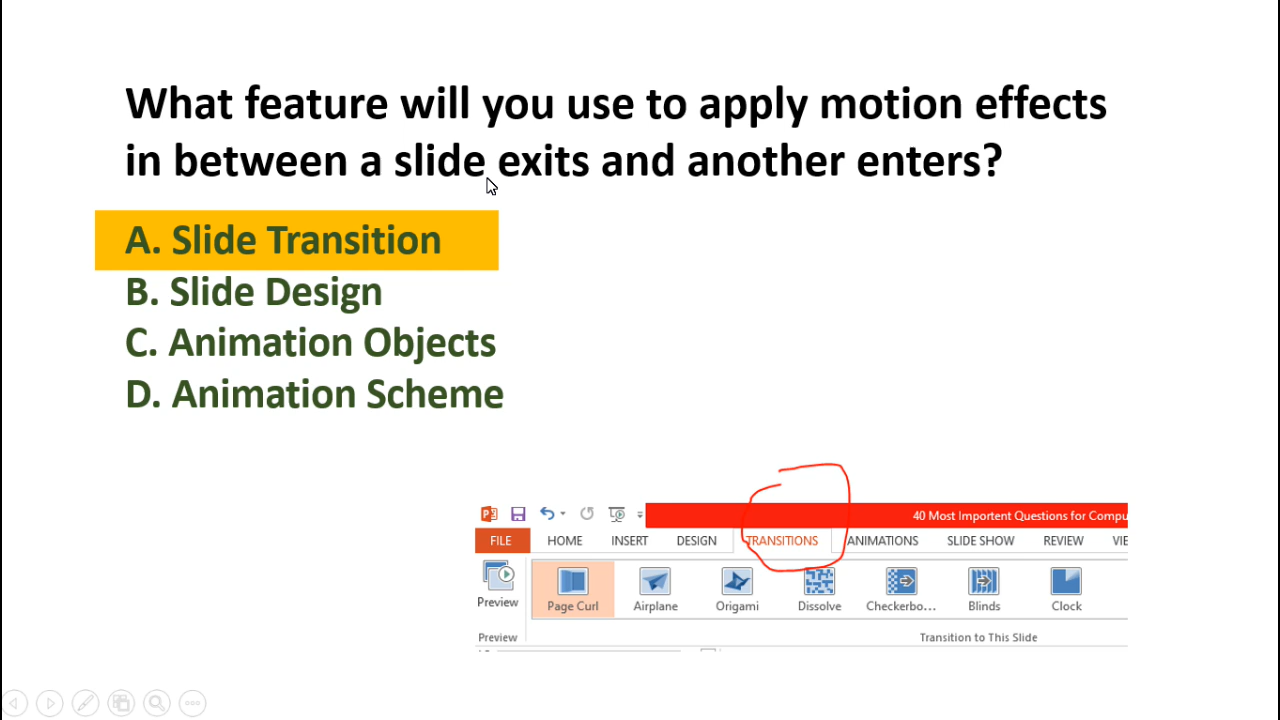 What feature will you use to apply motion effects
in between a slide exits and another enters?
A. Slide Transition
B. Slide Design
C. Animation Objects
D. Animation Scheme
40 Most Importent Questions for Compu
FILE HOME INSERT DESIGN TRANSITIONS ANIMATIONS SLIDE SHOW REVIEW VIE
Preview Page Curl Airplane Origami Dissolve Checkerbo... Blinds Clock
Preview Transition to This Slide